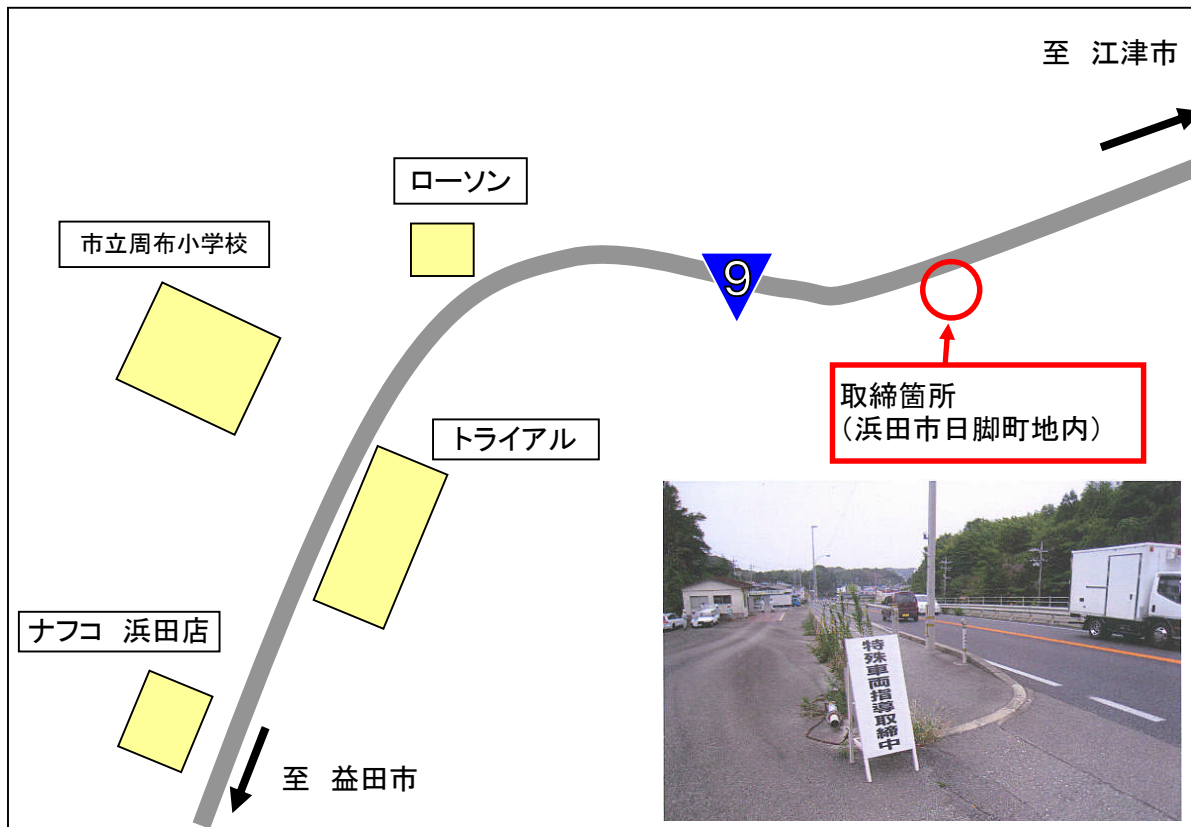 至 江津市
ローソン
市立周布小学校
9
取締箇所
(浜田市日脚町地内)
トライアル
特殊車両指導取締中
ナフコ 浜田店
至 益田市